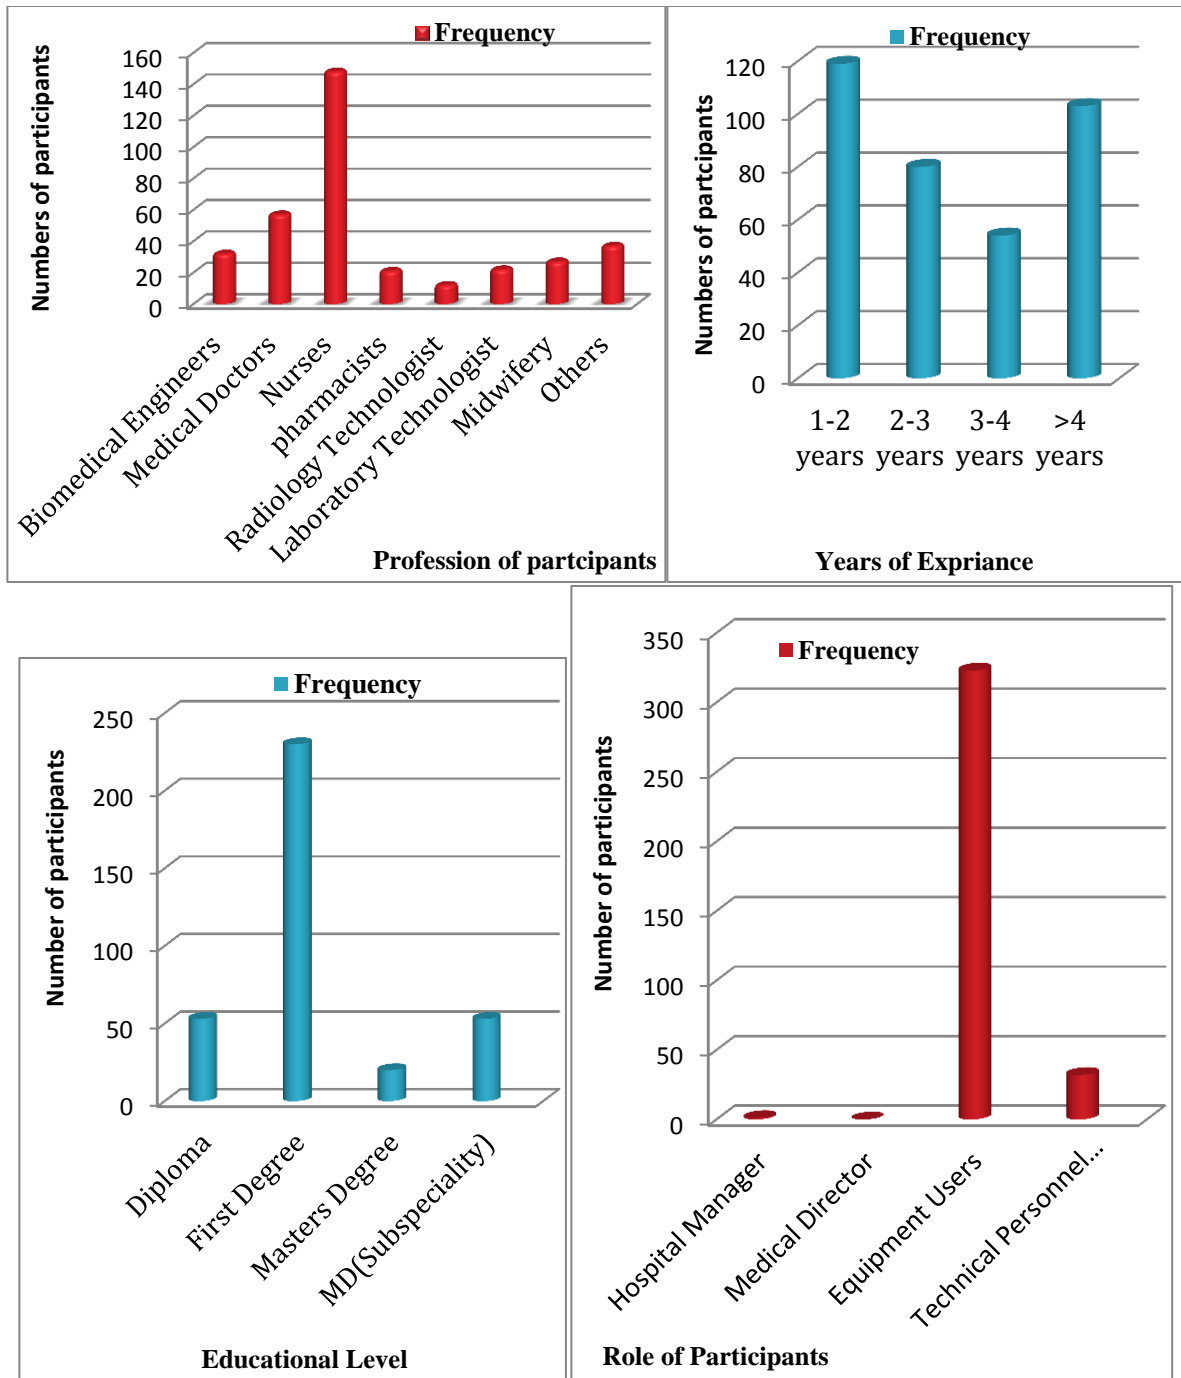 Frequency
Numbers of participants
160
140
120
100
80
60
40
20
0
Biomedical Engineers
Medical Doctors
Nurses
pharmacists
Radiology Technologist
Laboratory Technologist
Midwifery
Others
Profession of partcipants
Frequency
Numbers of partcipants
120
100
80
60
40
20
0
1-2 years
2-3 years
3-4 years
>4 years
Years of Expriance
Frequency
Number of participants
250
200
150
100
50
0
Diploma
First Degree
Masters Degree
MD(Subspeciality)
Educational Level
Frequency
Number of participants
350
300
250
200
150
100
50
0
Hospital Manager
Medical Director
Equipment Users
Technical Personnel...
Role of Participants